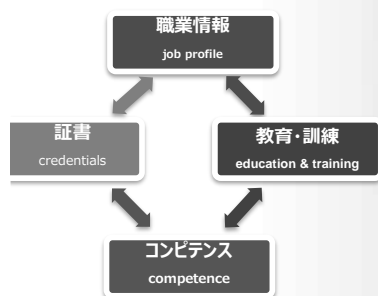 職業情報
job profile
証書
credentials
教育・訓練
education & training
コンピテンス
competence